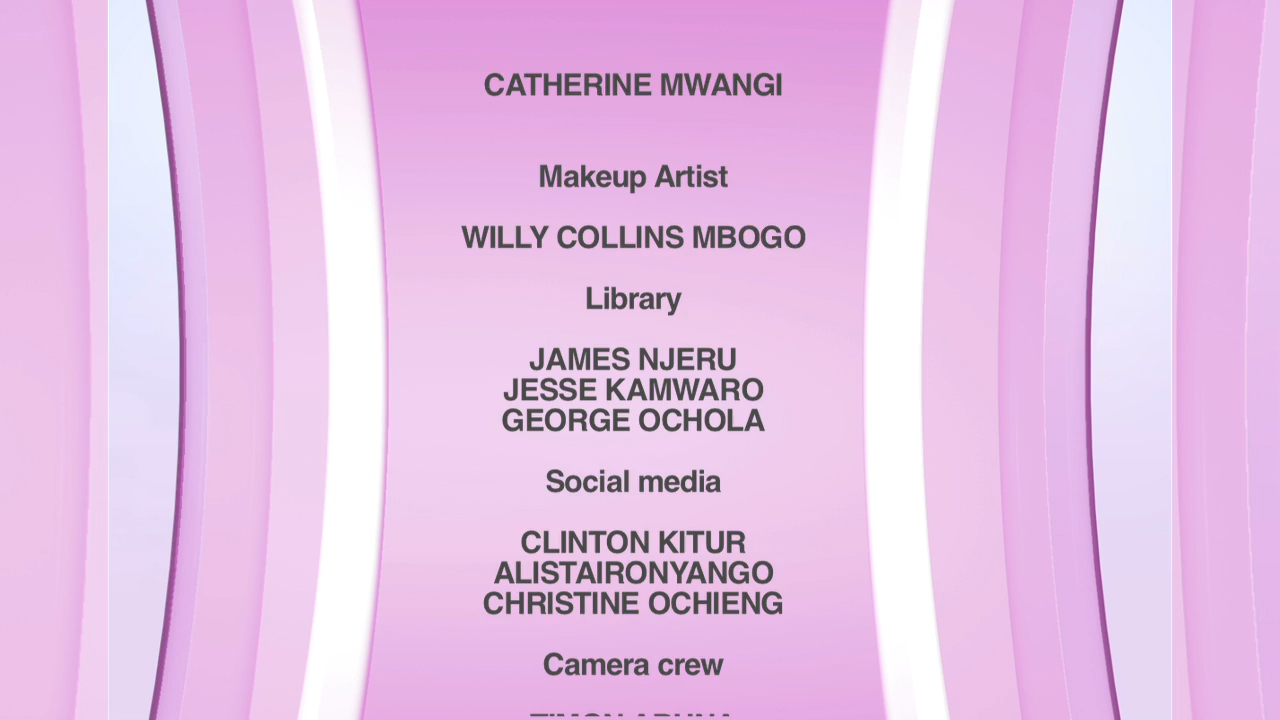 CATHERINE MWANGI
Makeup Artist
WILLY COLLINS MBOGO
Library
JAMES NJERU
JESSE KAMWARO
GEORGE OCHOLA
Social media
CLINTON KITUR
ALISTAIRONYANGO
CHRISTINE OCHIENG
Camera crew